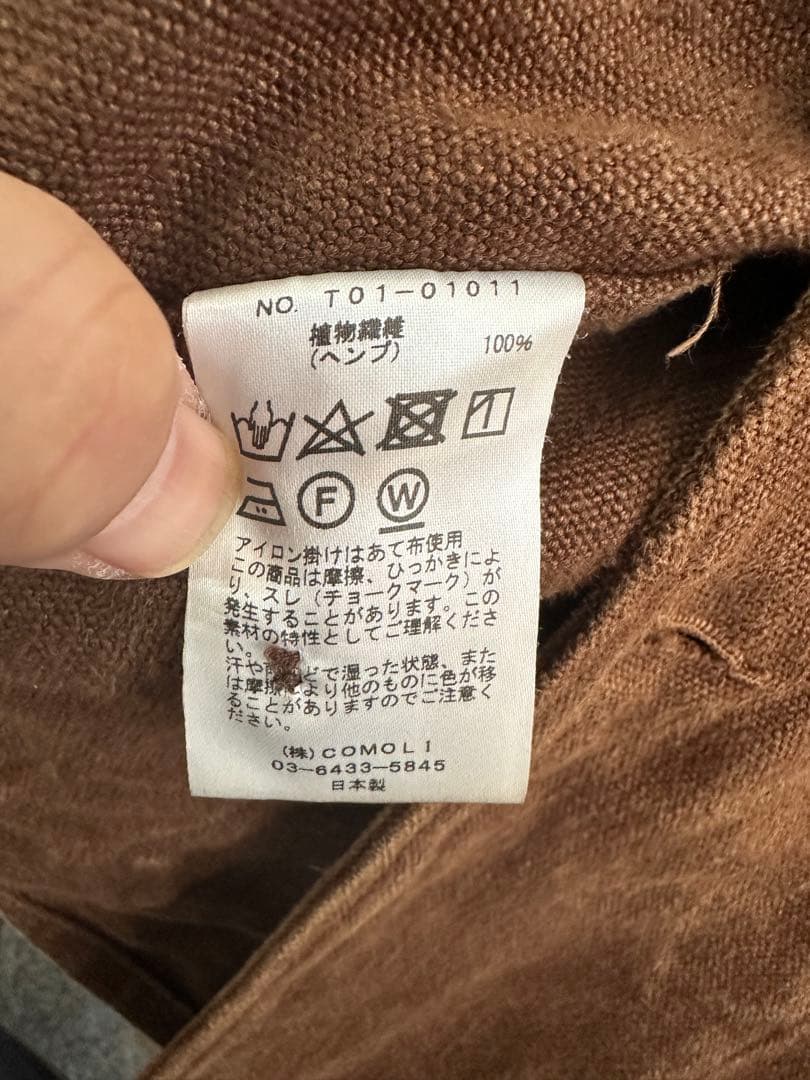 NO. T01-01011
植物繊維
(ヘンプ) 100%
F W
アイロン掛けはあて布使用
この商品は摩擦、ひっかきによ
り、スレ（チョークマーク）が
発生することがあります。この
素材の特性としてご理解くださ
い。
汗や どで湿った状態、また
は摩擦により他のものに色が移
ることがありますのでご注意く
ださい。
(株)COMOLI
03-6433-5845
日本製